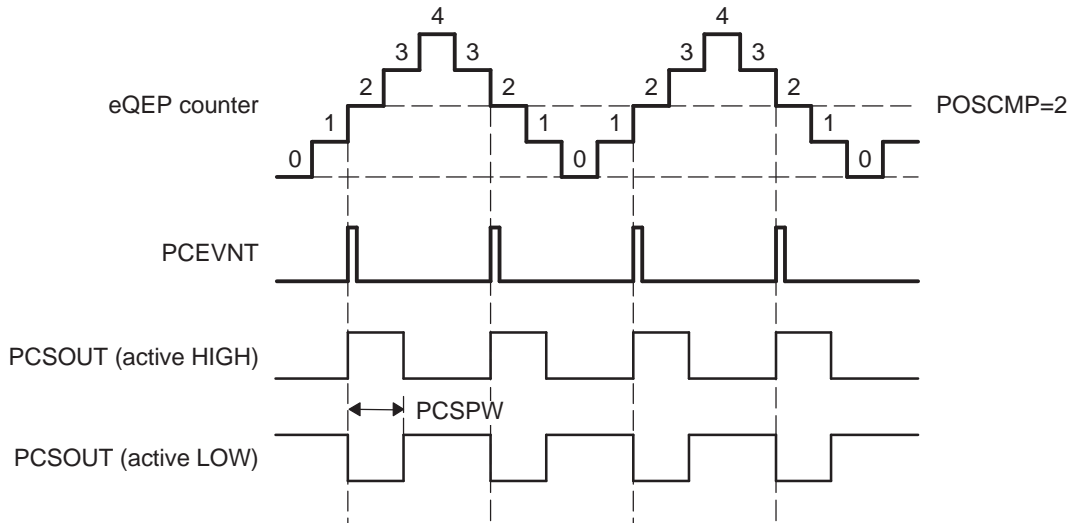 4 4
3 3 3 3
2 2 2 2
eQEP counter POSCMP=2
1 1 1 1
0 0 0
PCEVNT
PCSOUT (active HIGH)
PCSPW
PCSOUT (active LOW)